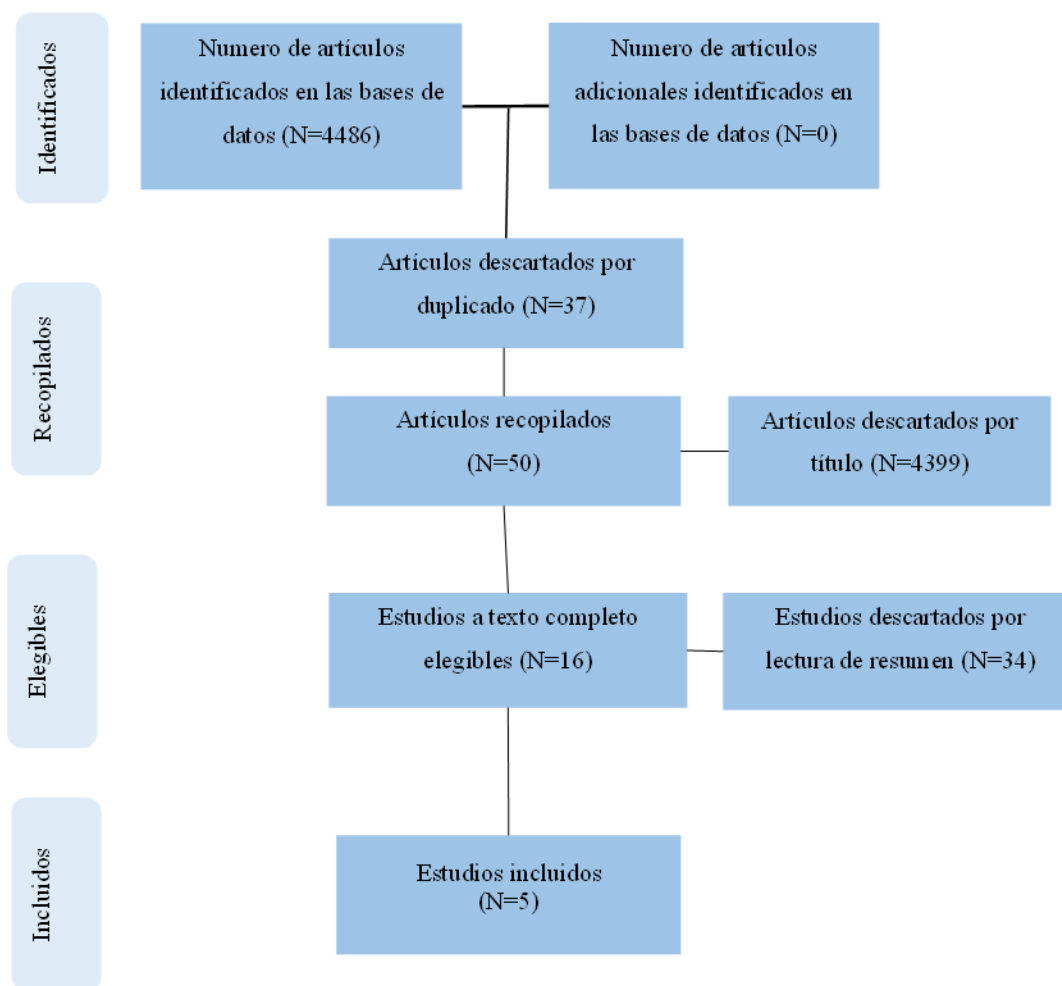 Identificados
Numero de artículos
identificados en las bases de
datos (N=4486)
Numero de artículos
adicionales identificados en
las bases de datos (N=0)
Recopilados
Artículos descartados por
duplicado (N=37)
Artículos recopilados
(N=50)
Artículos descartados por
título (N=4399)
Elegibles
Estudios a texto completo
elegibles (N=16)
Estudios descartados por
lectura de resumen (N=34)
Incluidos
Estudios incluidos
(N=5)